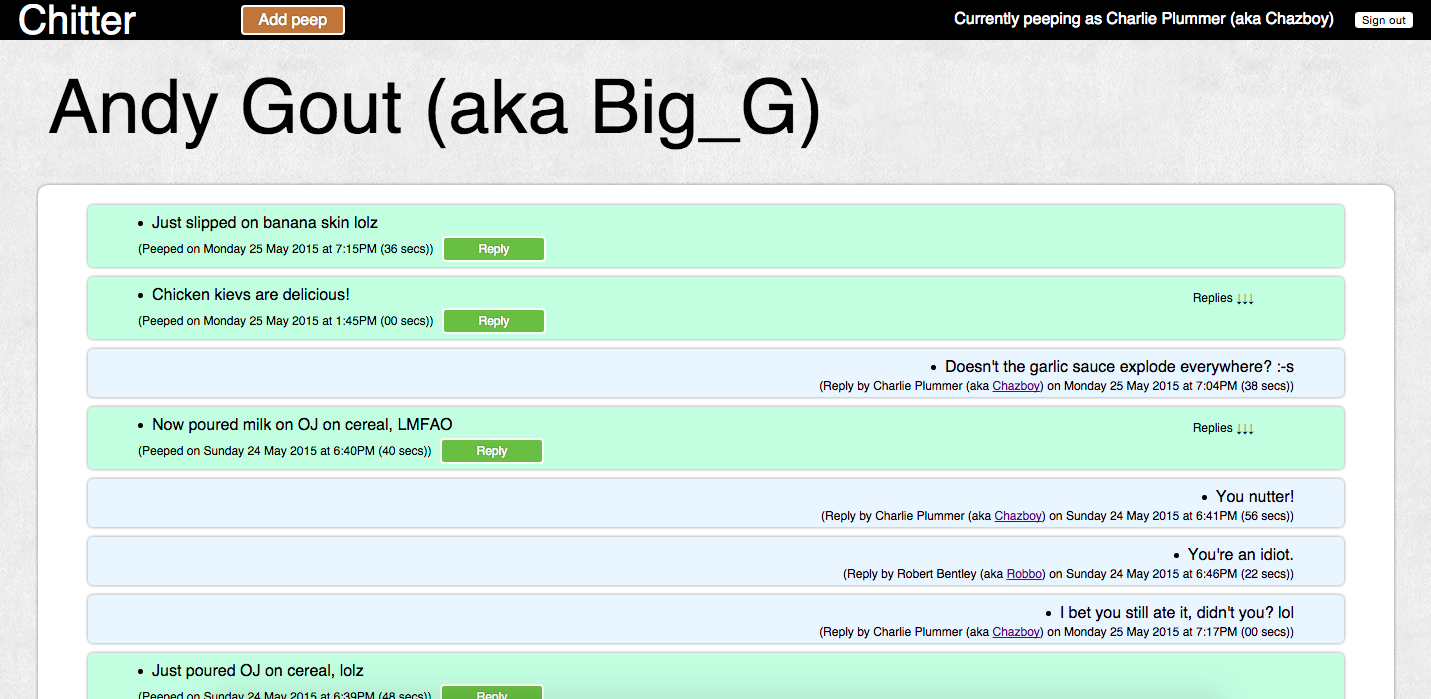 Chitter
Add peep
Currently peeping as Charlie Plummer (aka Chazboy)
Sign out
Andy Gout (aka Big_G)
• Just slipped on banana skin lolz
(Peeped on Monday 25 May 2015 at 7:15PM (36 secs))
Reply
• Chicken kievs are delicious!
Replies ↓↓↓
(Peeped on Monday 25 May 2015 at 1:45PM (00 secs))
Reply
• Doesn't the garlic sauce explode everywhere? :-s
(Reply by Charlie Plummer (aka Chazboy) on Monday 25 May 2015 at 7:04PM (38 secs))
• Now poured milk on OJ on cereal, LMFAO
Replies ↓↓↓
(Peeped on Sunday 24 May 2015 at 6:40PM (40 secs))
Reply
• You nutter!
(Reply by Charlie Plummer (aka Chazboy) on Sunday 24 May 2015 at 6:41PM (56 secs))
• You're an idiot.
(Reply by Robert Bentley (aka Robbo) on Sunday 24 May 2015 at 6:46PM (22 secs))
• I bet you still ate it, didn't you? lol
(Reply by Charlie Plummer (aka Chazboy) on Monday 25 May 2015 at 7:17PM (00 secs))
• Just poured OJ on cereal, lolz
(Peeped on Sunday 24 May 2015 at 6:39PM (48 secs))
Reply